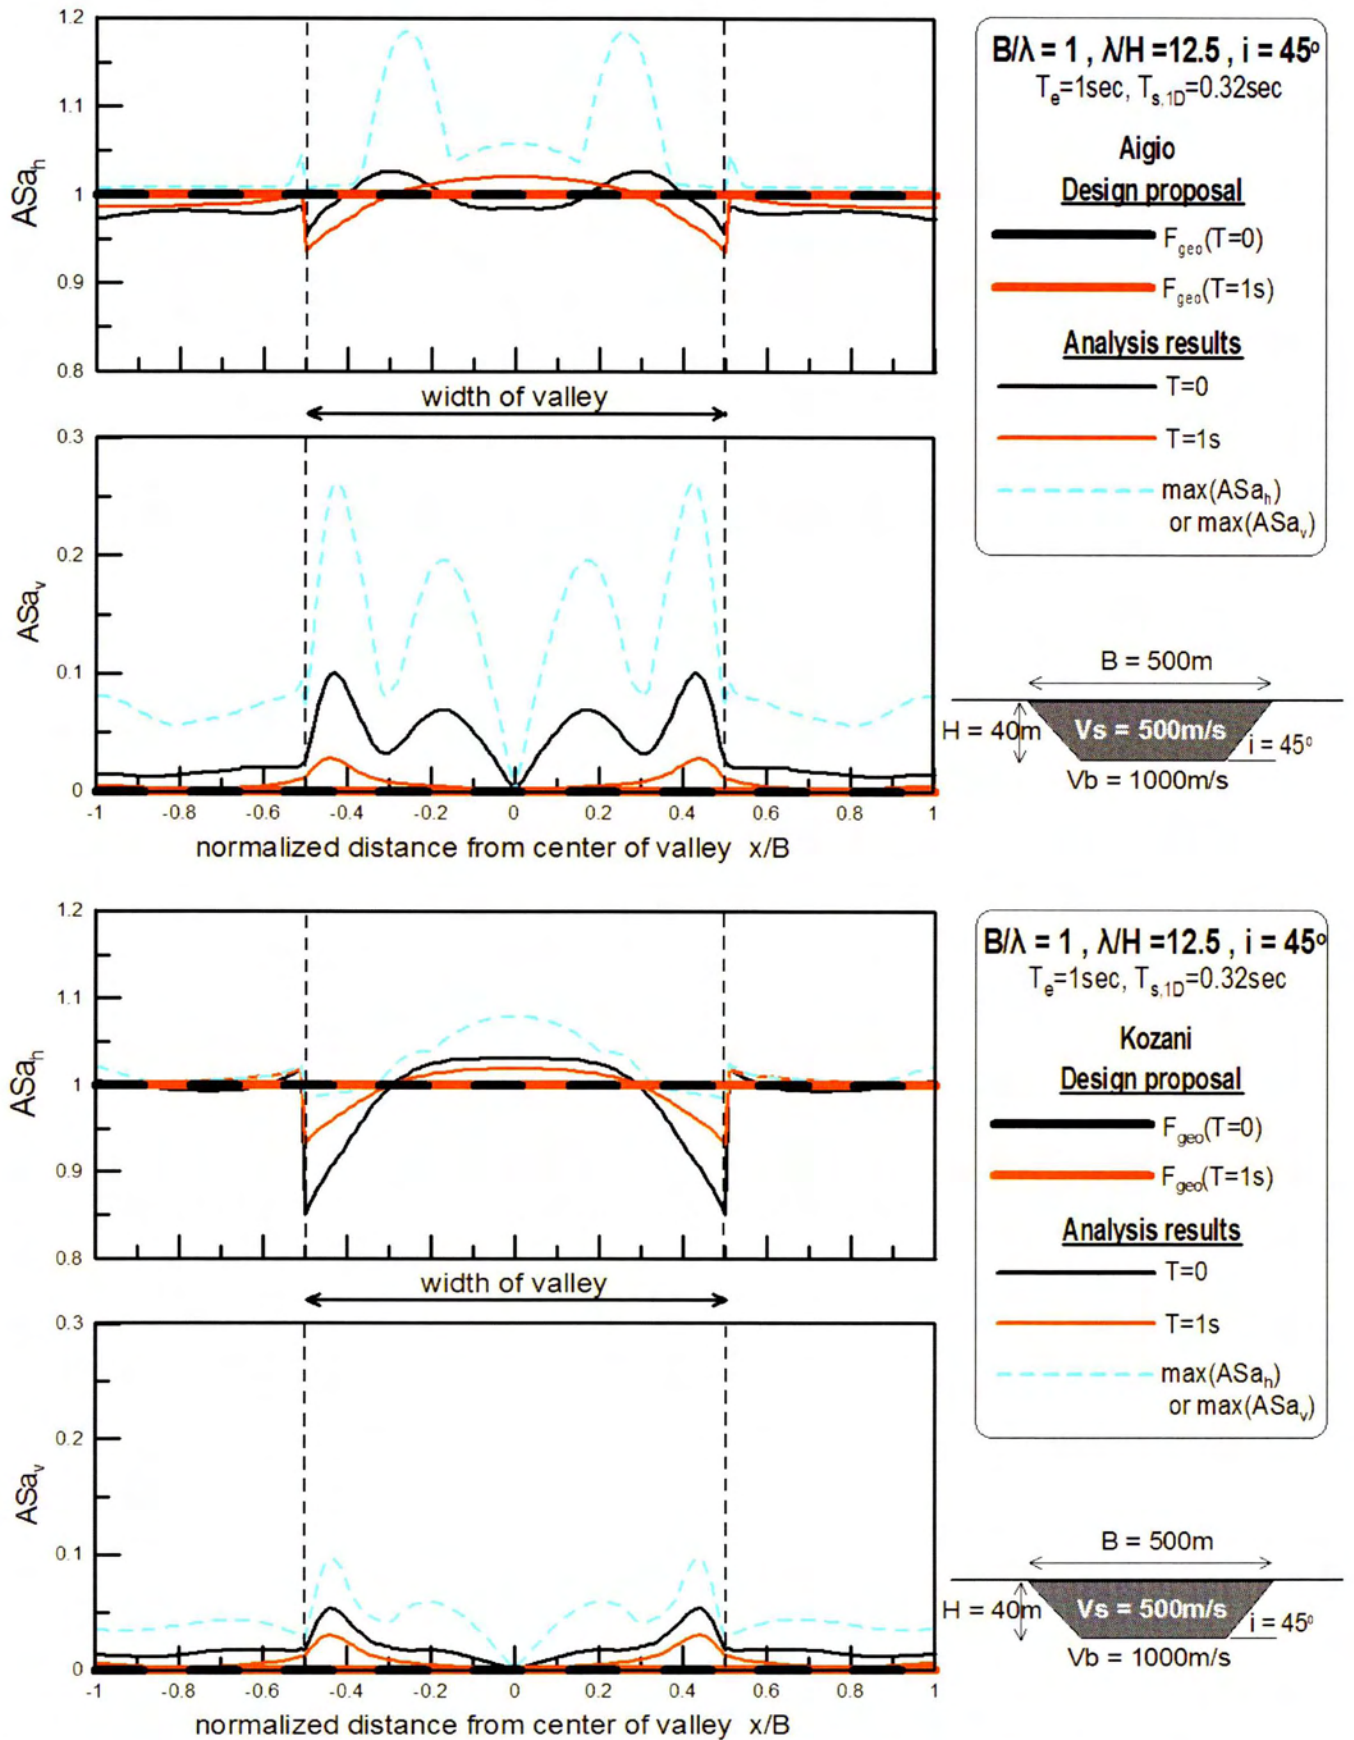 1.2
1.1
1
0.9
0.8
ASa_h
width of valley
0.3
0.2
0.1
0
ASa_v
-1 -0.8 -0.6 -0.4 -0.2 0 0.2 0.4 0.6 0.8 1
normalized distance from center of valley x/B
B/λ = 1 , λ/H =12.5 , i = 45º
T_e=1sec, T_s,1D=0.32sec
Aigio
Design proposal
F_geo(T=0)
F_geo(T=1s)
Analysis results
T=0
T=1s
max(ASa_h)
or max(ASa_v)
B = 500m
H = 40m
Vs = 500m/s
i = 45º
Vb = 1000m/s
1.2
1.1
1
0.9
0.8
ASa_h
width of valley
0.3
0.2
0.1
0
ASa_v
-1 -0.8 -0.6 -0.4 -0.2 0 0.2 0.4 0.6 0.8 1
normalized distance from center of valley x/B
B/λ = 1 , λ/H =12.5 , i = 45º
T_e=1sec, T_s,1D=0.32sec
Kozani
Design proposal
F_geo(T=0)
F_geo(T=1s)
Analysis results
T=0
T=1s
max(ASa_h)
or max(ASa_v)
B = 500m
H = 40m
Vs = 500m/s
i = 45º
Vb = 1000m/s